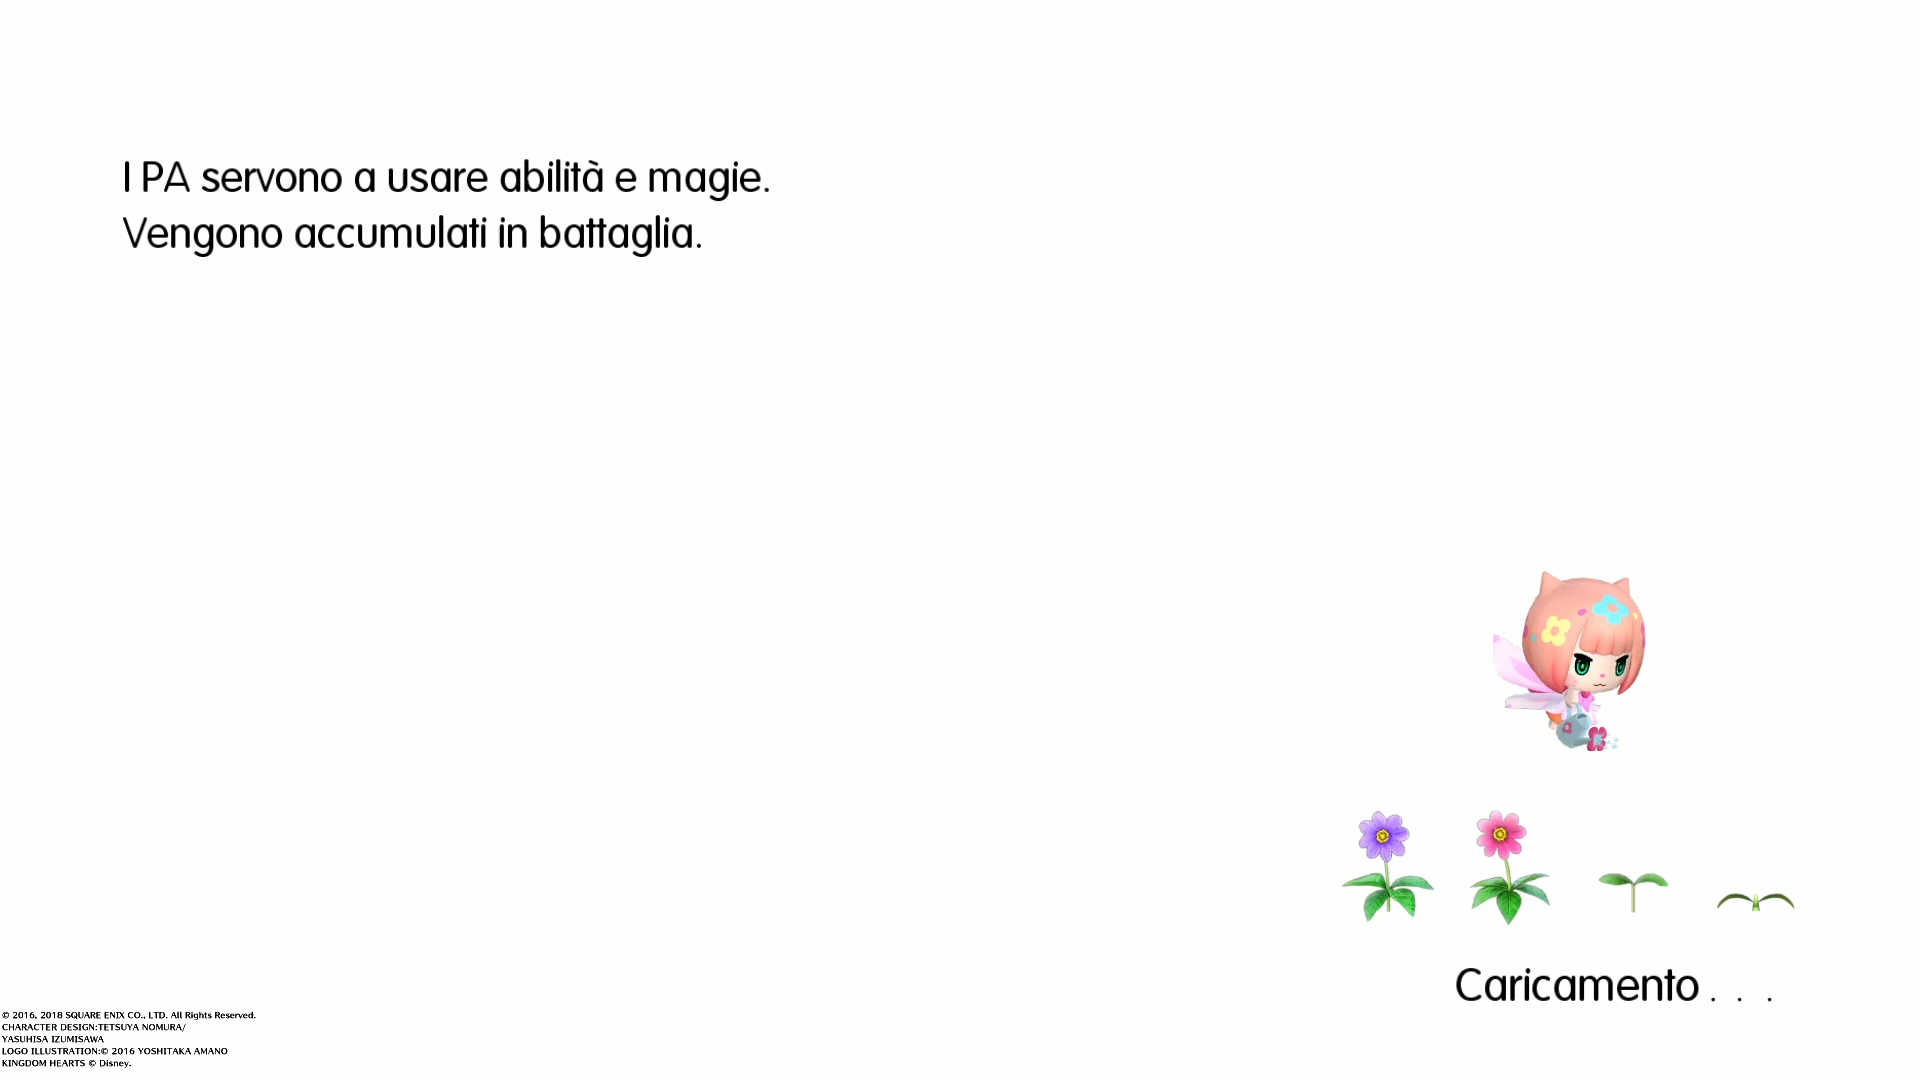 I PA servono a usare abilità e magie.
Vengono accumulati in battaglia.
Caricamento . . .
© 2016, 2018 SQUARE ENIX CO., LTD. All Rights Reserved.
CHARACTER DESIGN:TETSUYA NOMURA/
YASUHISA IZUMISAWA
LOGO ILLUSTRATION:© 2016 YOSHITAKA AMANO
KINGDOM HEARTS © Disney.